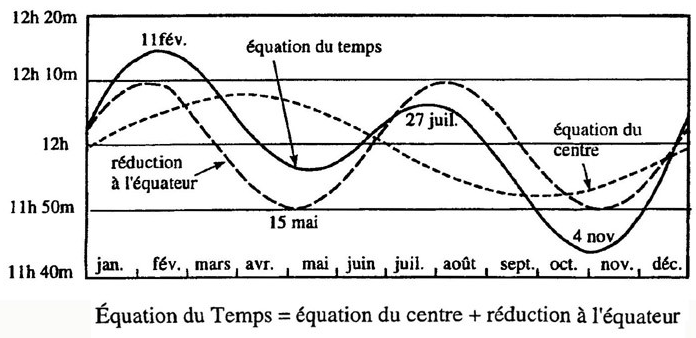 12h 20m
11fév.
équation du temps
12h 10m
27 juil.
équation du
centre
12h
réduction
à l'équateur
11h 50m
15 mai
4 nov
jan. fév. mars avr. mai juin juil. août sept. oct. nov. déc.
11h 40m
Équation du Temps = équation du centre + réduction à l'équateur